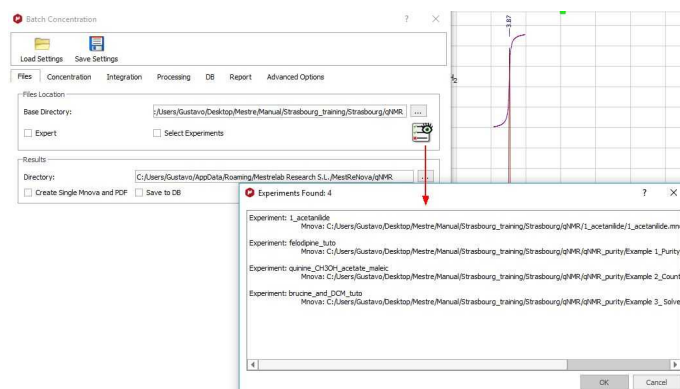 Batch Concentration
? ×
Load Settings Save Settings
Files Concentration Integration Processing DB Report Advanced Options
Files Location
Base Directory: :/Users/Gustavo/Desktop/Mestre/Manual/Strasbourg_training/Strasbourg/qNMR ...
Expert Select Experiments
Results
Directory: C:/Users/Gustavo/AppData/Roaming/Mestrelab Research S.L./MestReNova/qNMR ...
Create Single Mnova and PDF Save to DB
3.87
H₂
Experiments Found: 4 ? ×
Experiment: 1_acetanilide
Mnova: C:/Users/Gustavo/Desktop/Mestre/Manual/Strasbourg_training/Strasbourg/qNMR/1_acetanilide/1_acetanilide.mno
Experiment: felodipine_tuto
Mnova: C:/Users/Gustavo/Desktop/Mestre/Manual/Strasbourg_training/Strasbourg/qNMR/qNMR_purity/Example 1_Purity
Experiment: quinine_CH3OH_acetate_maleic
Mnova: C:/Users/Gustavo/Desktop/Mestre/Manual/Strasbourg_training/Strasbourg/qNMR/qNMR_purity/Example 2_Count
Experiment: brucine_and_DCM_tuto
Mnova: C:/Users/Gustavo/Desktop/Mestre/Manual/Strasbourg_training/Strasbourg/qNMR/qNMR_purity/Example 3_ Solve
OK Cancel